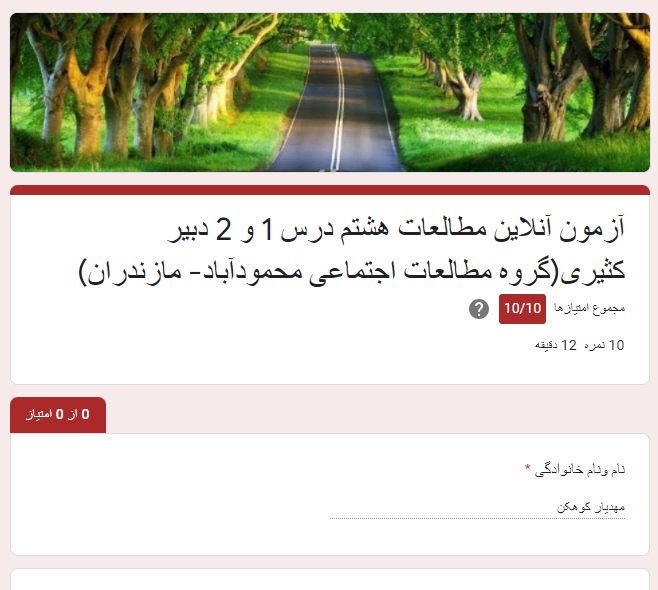 آزمون آنلاین مطالعات هشتم درس 1 و 2 دبیر
کثیری(گروه مطالعات اجتماعی محمودآباد- مازندران)
مجموع امتیازها 10/10 ?
10 نمره 12 دقیقه
0 از 0 امتیاز
نام ونام خانوادگی *
مهدیار کوهکن